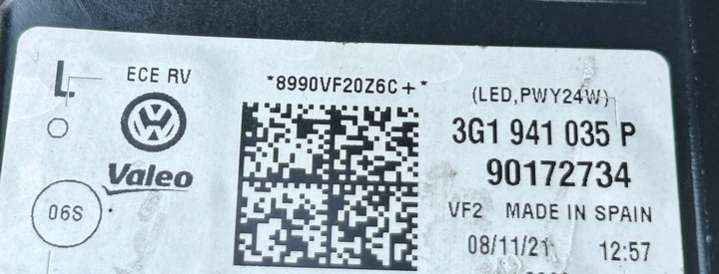 L
ECE RV
*8990VF20Z6C+*
(LED,PWY24W)
3G1 941 035 P
90172734
Valeo
06S
VF2 MADE IN SPAIN
08/11/21 12:57